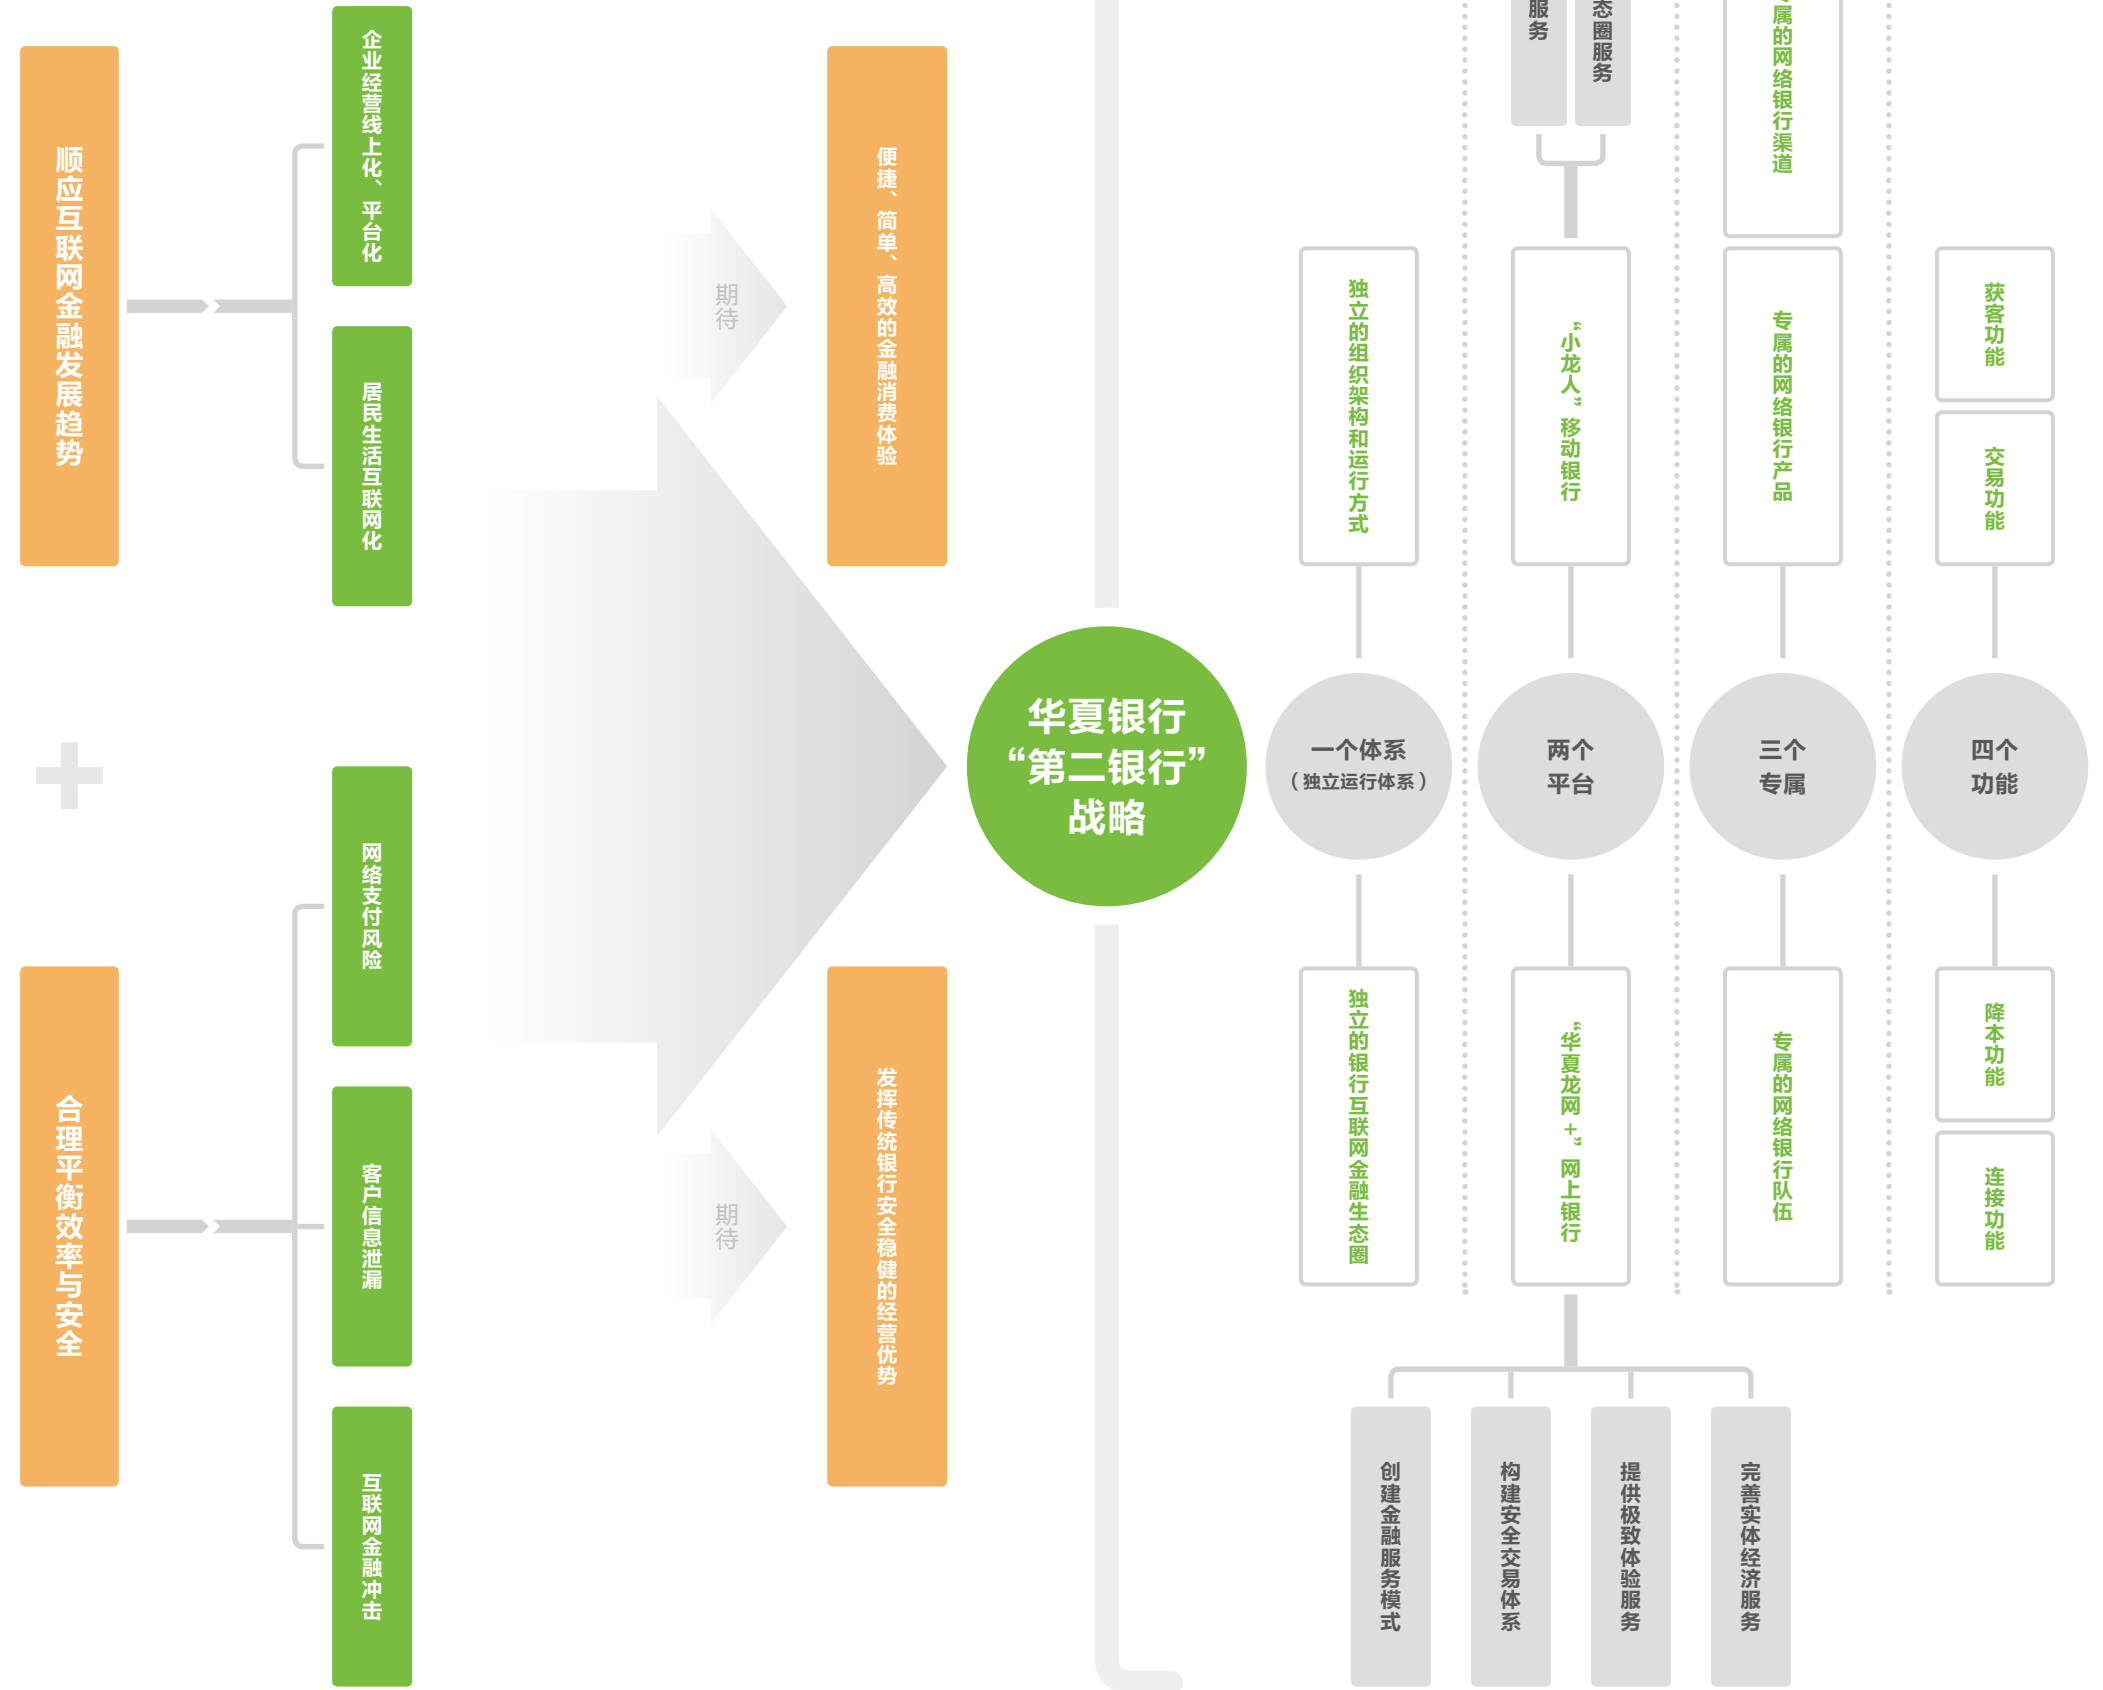 顺应互联网金融发展趋势
企业经营线上化、平台化
居民生活互联网化
合理平衡效率与安全
网络支付风险
客户信息泄漏
互联网金融冲击
期待
便捷、简单、高效的金融消费体验
期待
发挥传统银行安全稳健的经营优势
华夏银行
“第二银行”
战略
一个体系
（独立运行体系）
独立的组织架构和运行方式
独立的银行互联网金融生态圈
两个
平台
服务
态圈服务
“小龙人”移动银行
“华夏龙网+”网上银行
创建金融服务模式
构建安全交易体系
提供极致体验服务
完善实体经济服务
三个
专属
属的网络银行渠道
专属的网络银行产品
专属的网络银行队伍
四个
功能
获客功能
交易功能
降本功能
连接功能